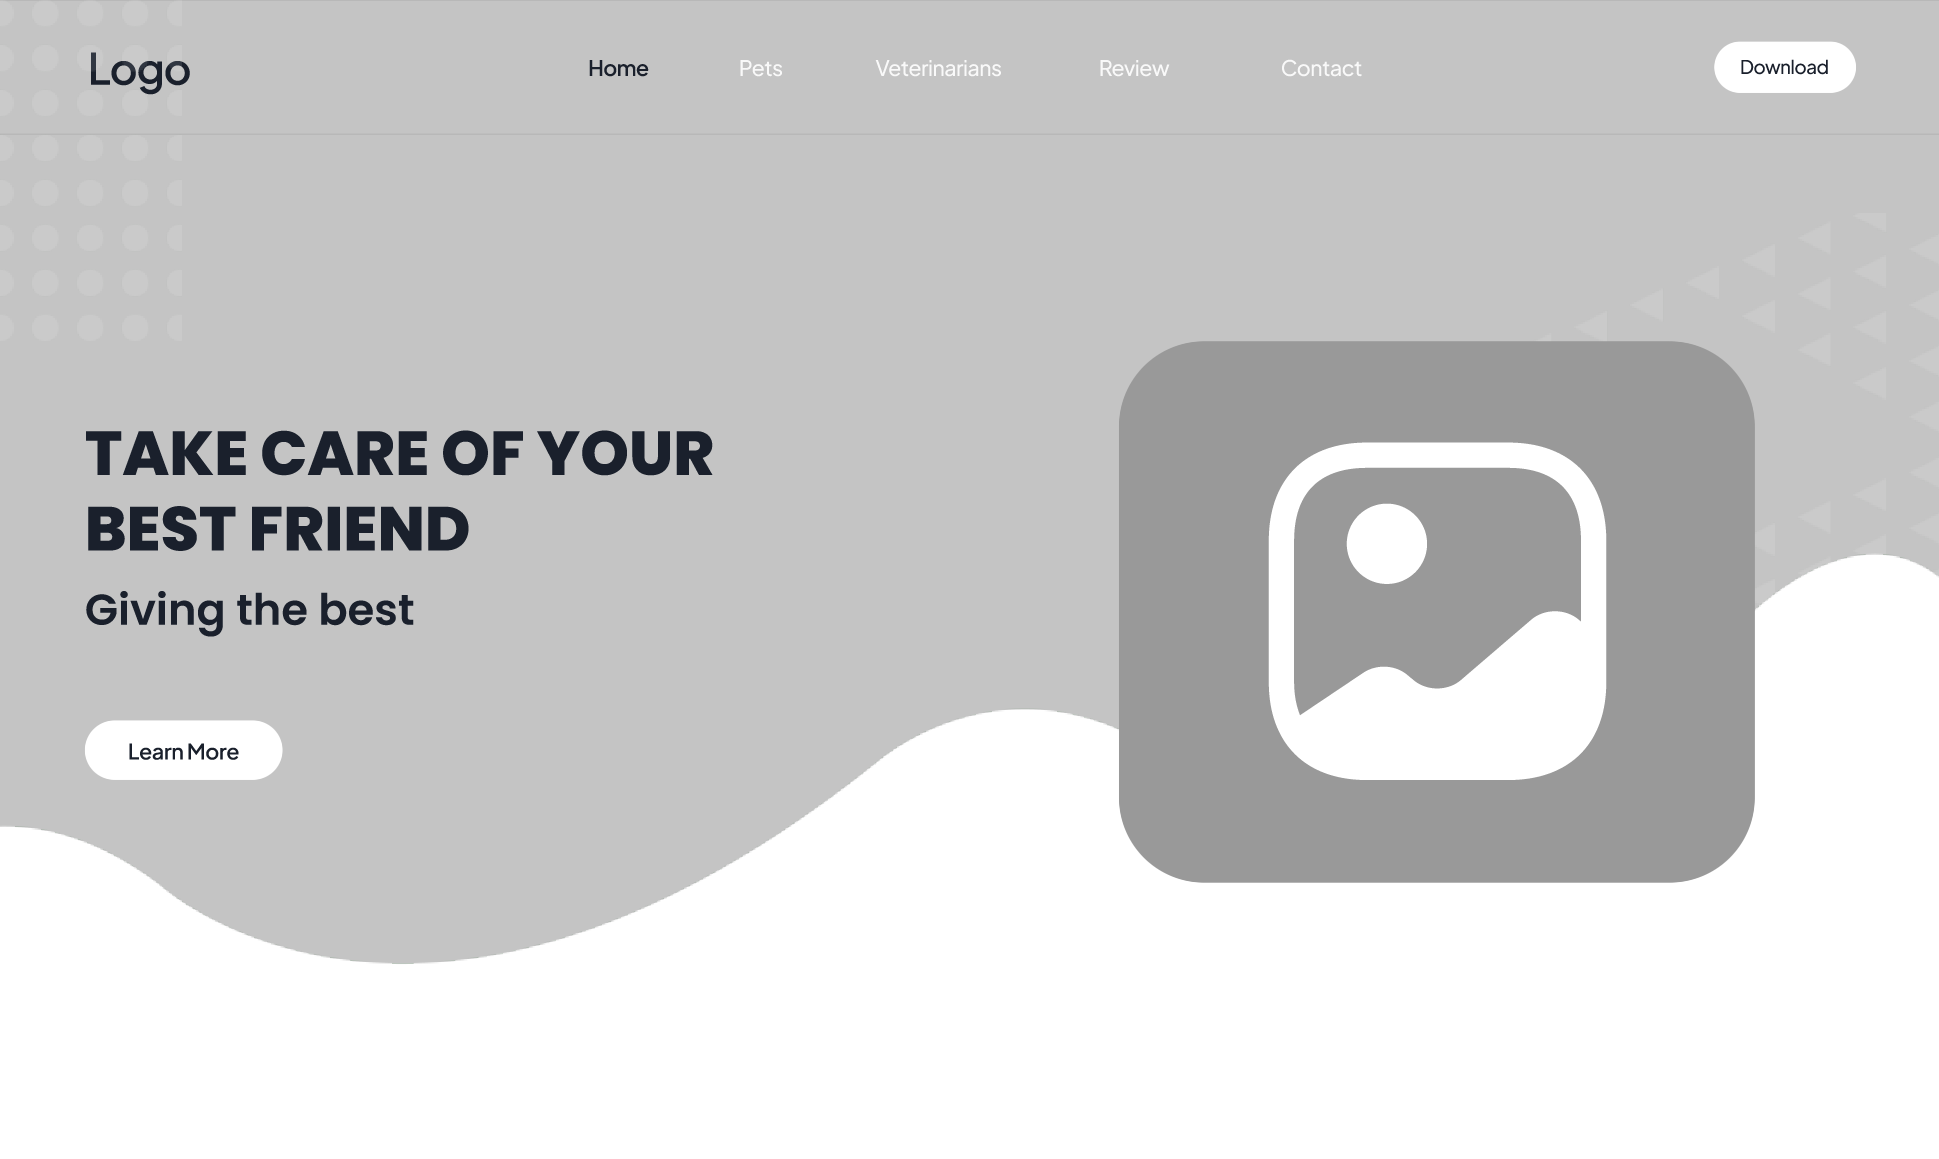 Logo
Home
Pets
Veterinarians
Review
Contact
Download
TAKE CARE OF YOUR
BEST FRIEND
Giving the best
Learn More